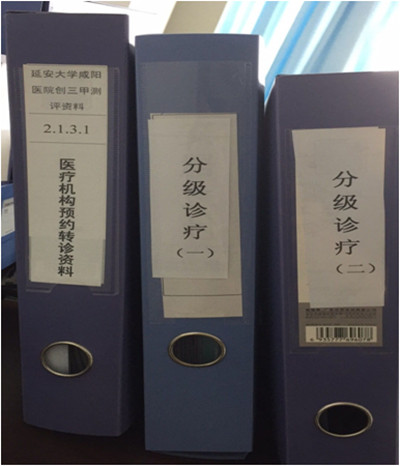 延安大学咸阳
医院创三甲测
评资料
2.1.3.1
医疗机构预约转诊资料
分级诊疗
（一）
分级诊疗
（二）